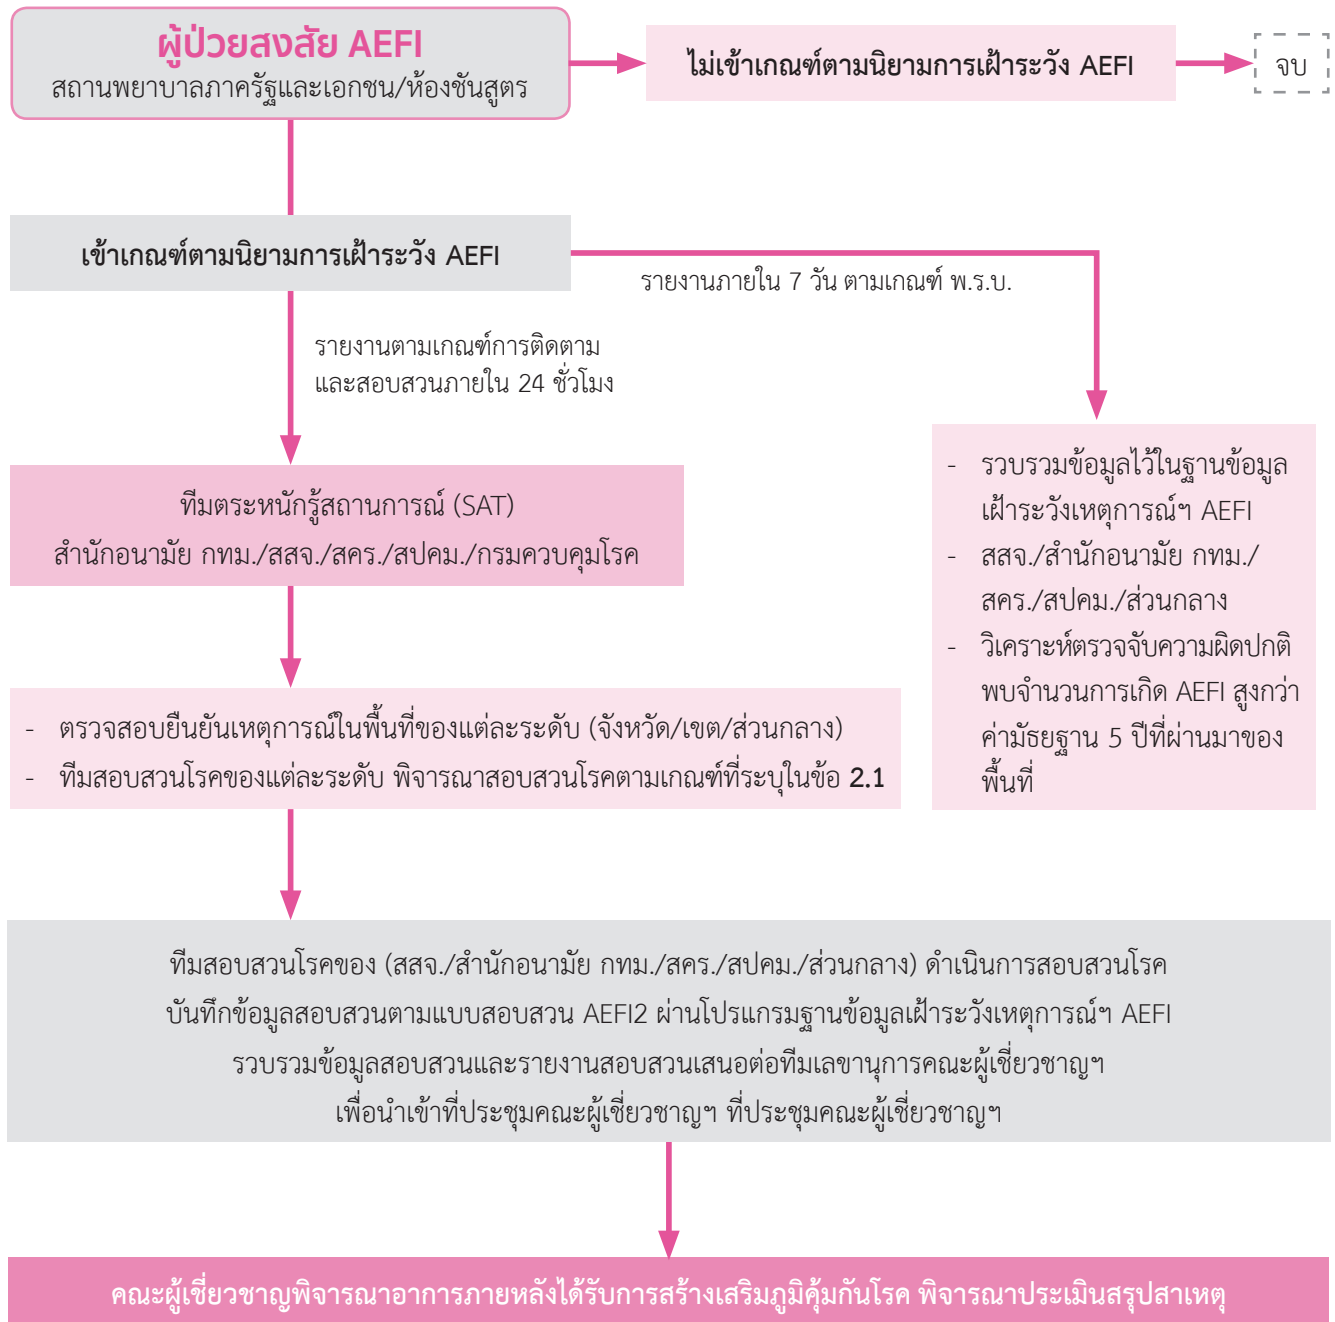 ผู้ป่วยสงสัย AEFI
สถานพยาบาลภาครัฐและเอกชน/ห้องชันสูตร
ไม่เข้าเกณฑ์ตามนิยามการเฝ้าระวัง AEFI
จบ
เข้าเกณฑ์ตามนิยามการเฝ้าระวัง AEFI
รายงานภายใน 7 วัน ตามเกณฑ์ พ.ร.บ.
รายงานตามเกณฑ์การติดตาม
และสอบสวนภายใน 24 ชั่วโมง
ทีมตระหนักรู้สถานการณ์ (SAT)
สำนักอนามัย กทม./สสจ./สคร./สปคม./กรมควบคุมโรค
- รวบรวมข้อมูลไว้ในฐานข้อมูล
เฝ้าระวังเหตุการณ์ฯ AEFI
- สสจ./สำนักอนามัย กทม./
สคร./สปคม./ส่วนกลาง
- วิเคราะห์ตรวจจับความผิดปกติ
พบจำนวนการเกิด AEFI สูงกว่า
ค่ามัธยฐาน 5 ปีที่ผ่านมาของ
พื้นที่
- ตรวจสอบยืนยันเหตุการณ์ในพื้นที่ของแต่ละระดับ (จังหวัด/เขต/ส่วนกลาง)
- ทีมสอบสวนโรคของแต่ละระดับ พิจารณาสอบสวนโรคตามเกณฑ์ที่ระบุในข้อ 2.1
ทีมสอบสวนโรคของ (สสจ./สำนักอนามัย กทม./สคร./สปคม./ส่วนกลาง) ดำเนินการสอบสวนโรค
บันทึกข้อมูลสอบสวนตามแบบสอบสวน AEFI2 ผ่านโปรแกรมฐานข้อมูลเฝ้าระวังเหตุการณ์ฯ AEFI
รวบรวมข้อมูลสอบสวนและรายงานสอบสวนเสนอต่อทีมเลขานุการคณะผู้เชี่ยวชาญฯ
เพื่อนำเข้าที่ประชุมคณะผู้เชี่ยวชาญฯ ที่ประชุมคณะผู้เชี่ยวชาญฯ
คณะผู้เชี่ยวชาญพิจารณาอาการภายหลังได้รับการสร้างเสริมภูมิคุ้มกันโรค พิจารณาประเมินสรุปสาเหตุ